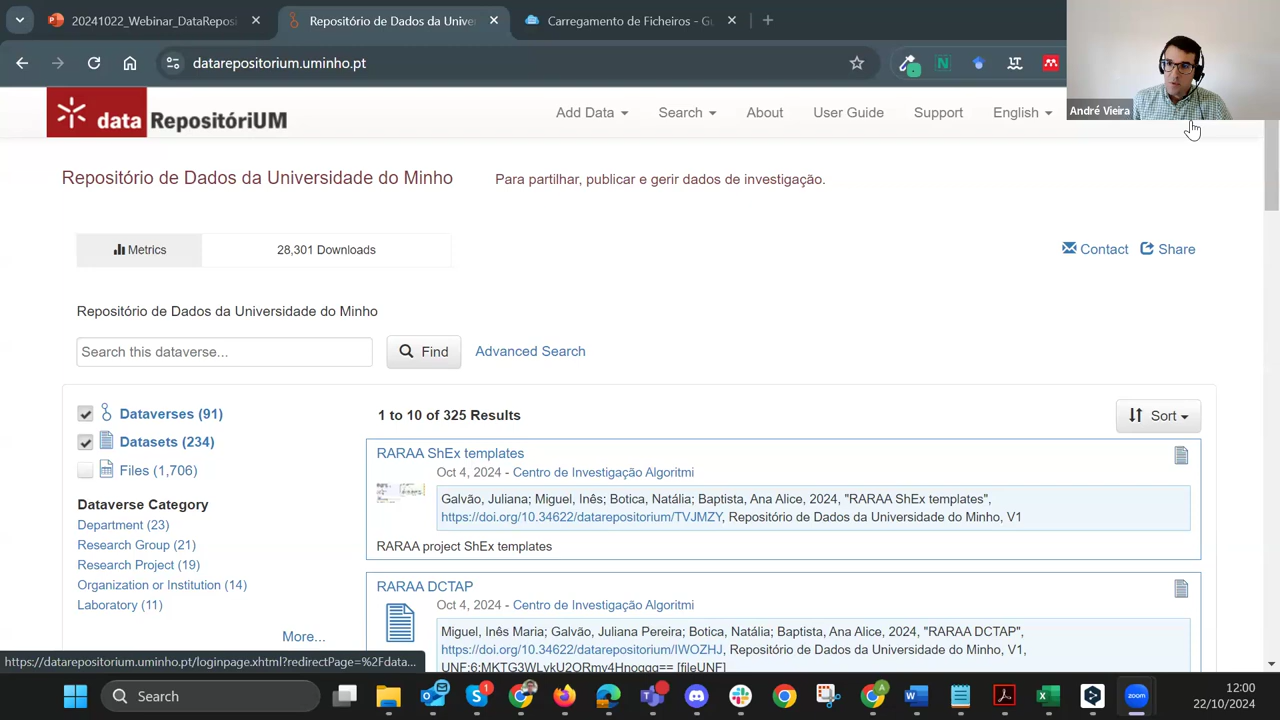 20241022_Webinar_DataReposi
Repositório de Dados da Unive
Carregamento de Ficheiros - Gu
datarepositorium.uminho.pt
André Vieira
data RepositóriUM
Add Data
Search
About
User Guide
Support
English
Repositório de Dados da Universidade do Minho
Para partilhar, publicar e gerir dados de investigação.
Metrics
28,301 Downloads
Contact
Share
Repositório de Dados da Universidade do Minho
Search this dataverse...
Find
Advanced Search
Dataverses (91)
Datasets (234)
Files (1,706)
Dataverse Category
Department (23)
Research Group (21)
Research Project (19)
Organization or Institution (14)
Laboratory (11)
More...
1 to 10 of 325 Results
Sort
RARAA ShEx templates
Oct 4, 2024 - Centro de Investigação Algoritmi
Galvão, Juliana; Miguel, Inês; Botica, Natália; Baptista, Ana Alice, 2024, "RARAA ShEx templates",
https://doi.org/10.34622/datarepositorium/TVJMZY, Repositório de Dados da Universidade do Minho, V1
RARAA project ShEx templates
RARAA DCTAP
Oct 4, 2024 - Centro de Investigação Algoritmi
Miguel, Inês Maria; Galvão, Juliana Pereira; Botica, Natália; Baptista, Ana Alice, 2024, "RARAA DCTAP",
https://doi.org/10.34622/datarepositorium/IWOZHJ, Repositório de Dados da Universidade do Minho, V1,
https://datarepositorium.uminho.pt/loginpage.xhtml?redirectPage=%2Fdata...
Search
12:00
22/10/2024